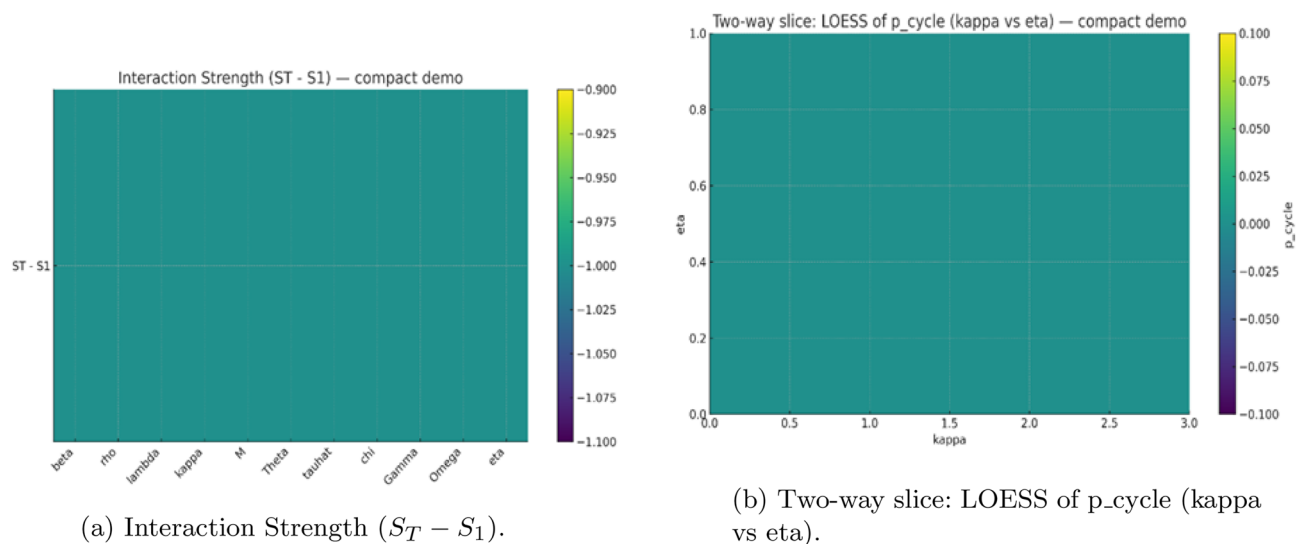 Interaction Strength (ST - S1) — compact demo
ST - S1
beta
rho
lambda
kappa
M
Theta
tauhat
chi
Gamma
Omega
eta
−0.900
−0.925
−0.950
−0.975
−1.000
−1.025
−1.050
−1.075
−1.100
(a) Interaction Strength (S_T − S_1).
Two-way slice: LOESS of p_cycle (kappa vs eta) — compact demo
eta
1.0
0.8
0.6
0.4
0.2
0.0
0.0
0.5
1.0
1.5
2.0
2.5
3.0
kappa
0.100
0.075
0.050
0.025
0.000
−0.025
−0.050
−0.075
−0.100
p_cycle
(b) Two-way slice: LOESS of p_cycle (kappa
vs eta).